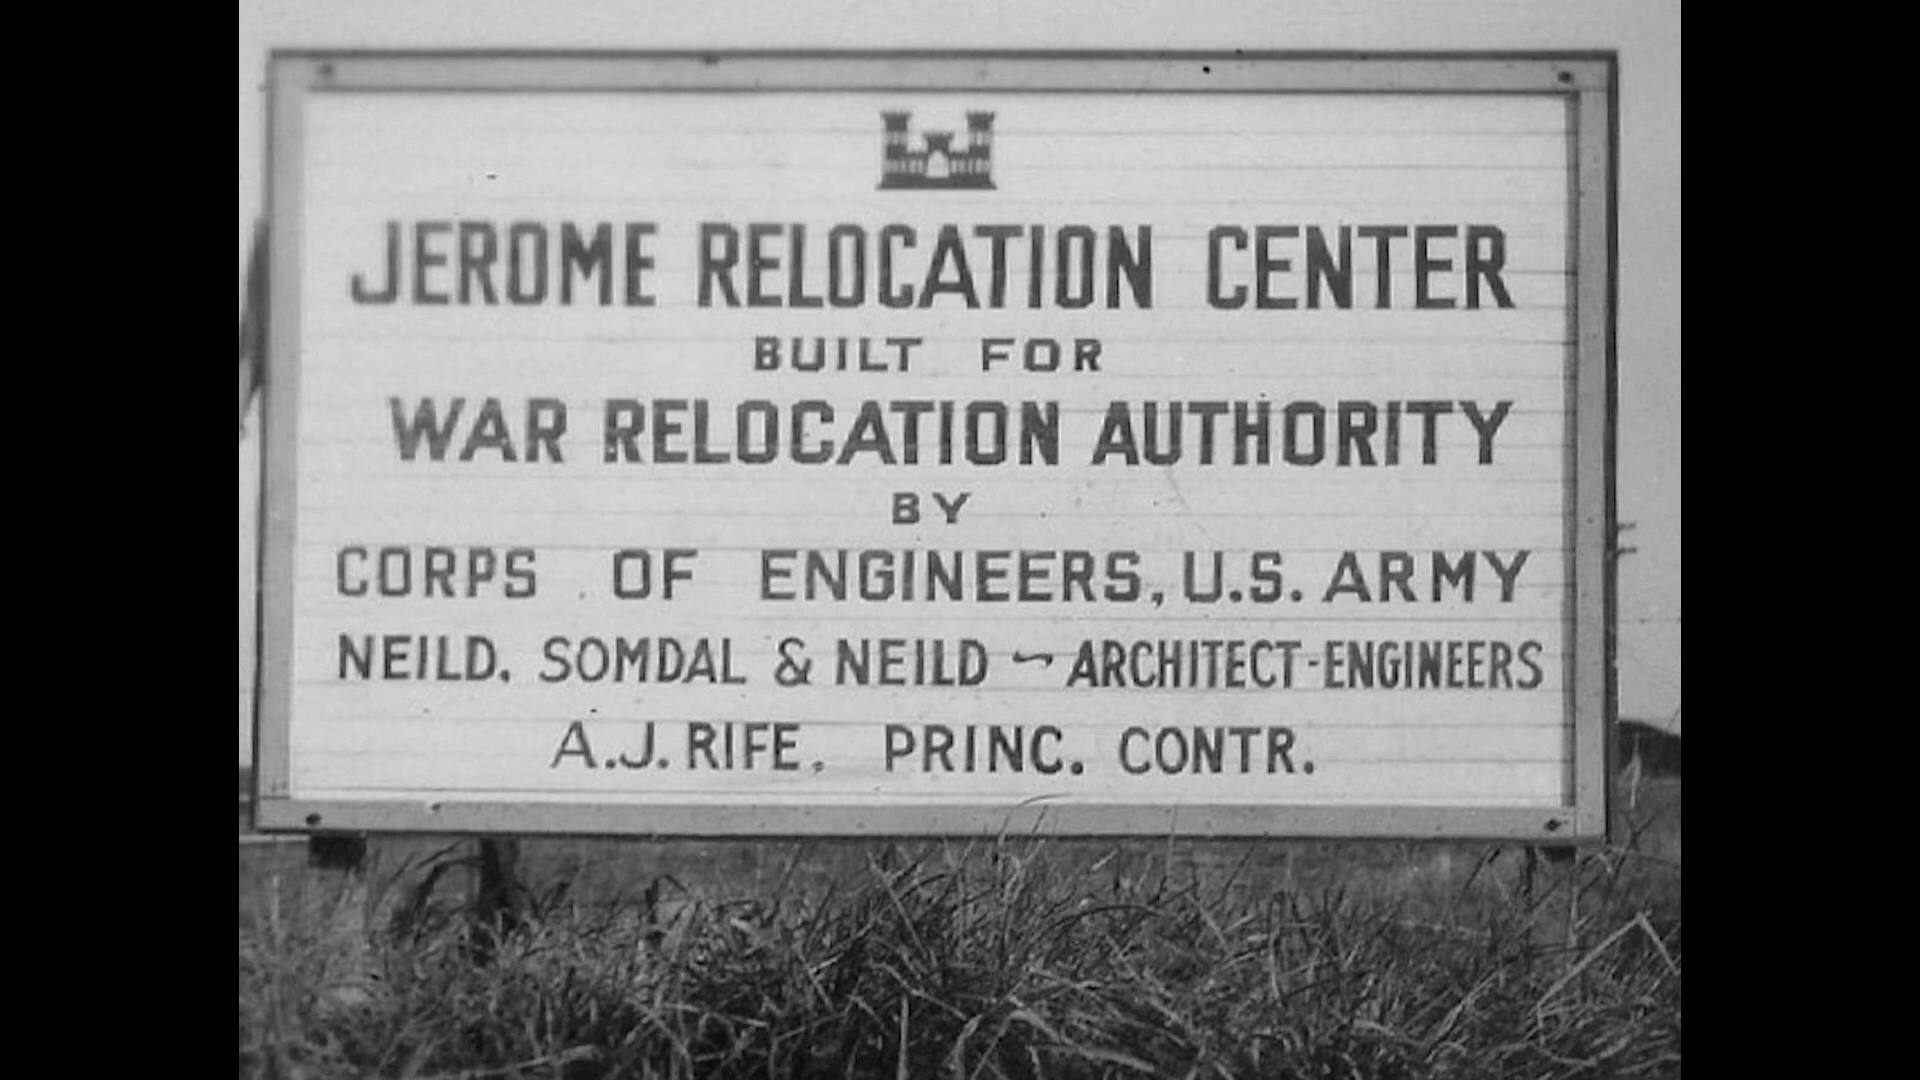 JEROME RELOCATION CENTER
BUILT FOR
WAR RELOCATION AUTHORITY
BY
CORPS OF ENGINEERS, U.S. ARMY
NEILD, SOMDAL & NEILD ~ ARCHITECT-ENGINEERS
A.J. RIFE, PRINC. CONTR.